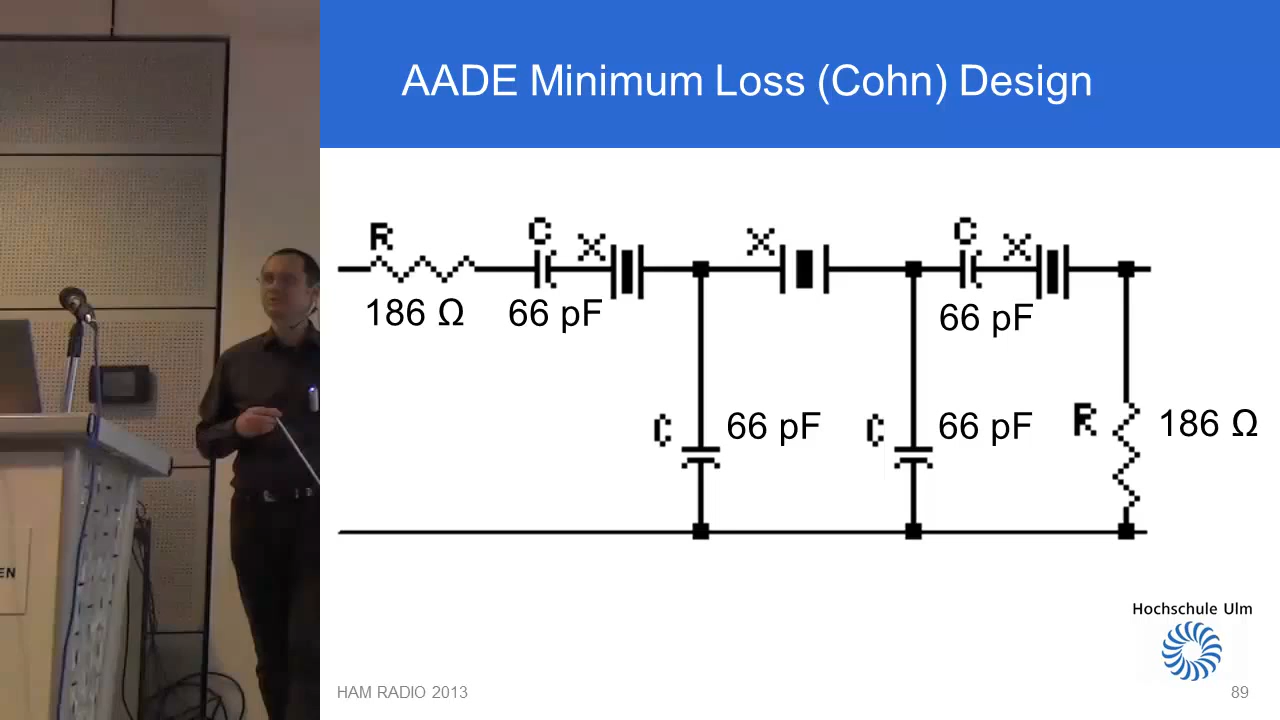 AADE Minimum Loss (Cohn) Design
R
C
X
X
C
X
186 Ω
66 pF
66 pF
C
66 pF
C
66 pF
R
186 Ω
Hochschule Ulm
HAM RADIO 2013
89
EN